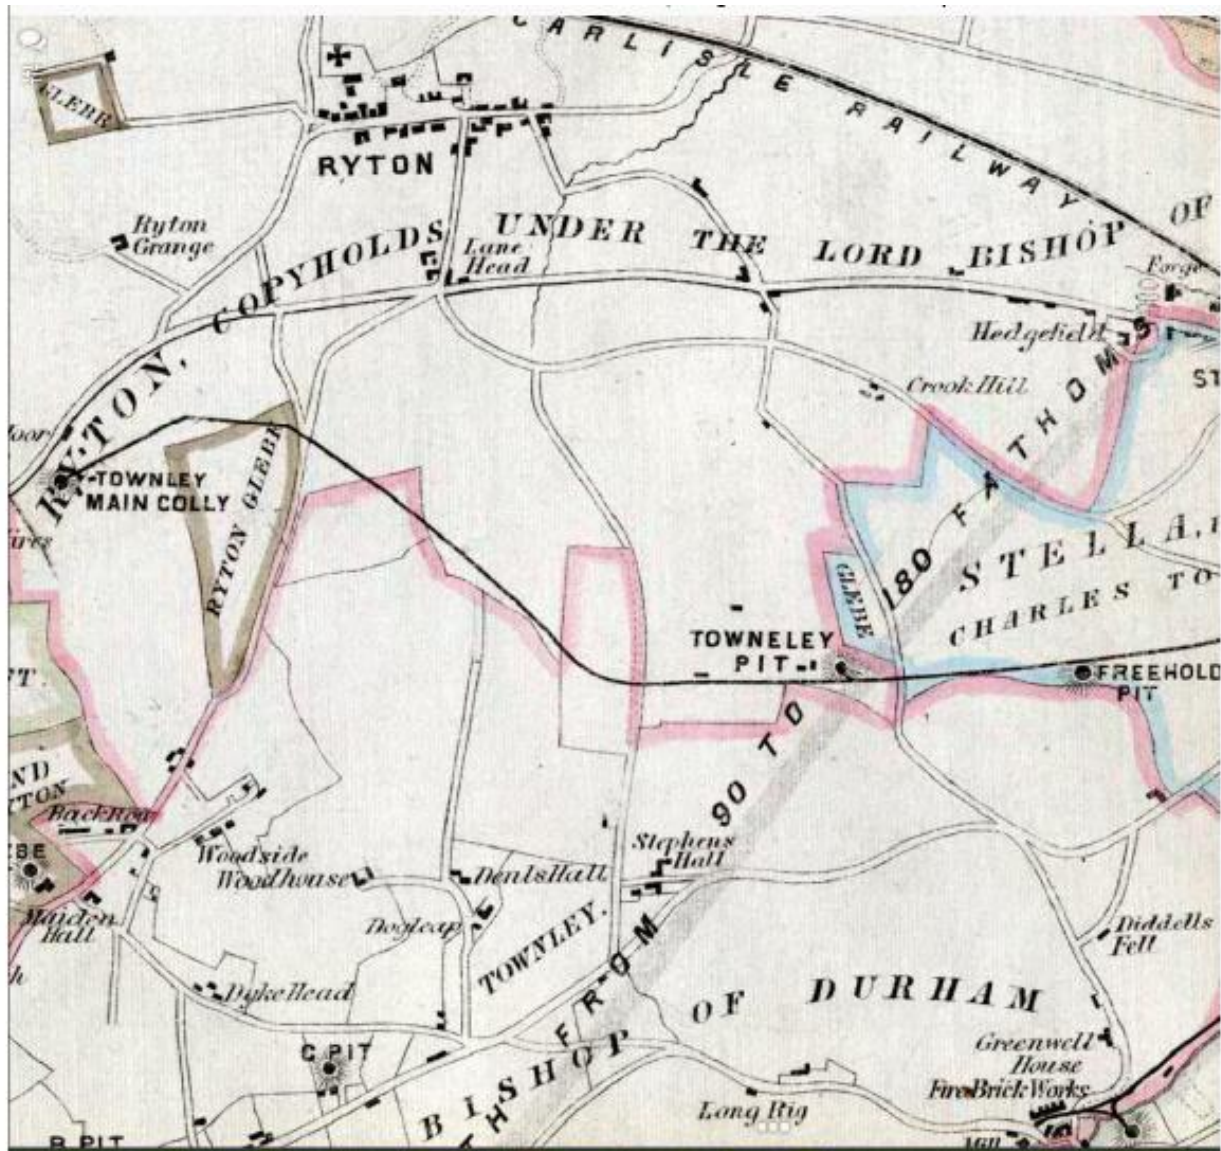 CARLISLE RAILWAY
GLEBE
RYTON
Ryton
Grange
RYTON, COPYHOLDS UNDER THE LORD BISHOP OF
Lane
Head
Forge
Hedgefield
Crook Hill
TOWNLEY
MAIN COLLY
RYTON GLEBE
180 FATHOMS
STELLA,
CHARLES TO
GLEBE
TOWNELEY
PIT
FREEHOLD
PIT
90 TO
FROM
Stephens
Hall
Woodside
Woodhouse
Dents Hall
Dogleap
TOWNLEY.
Maiden
Hall
Diddells
Fell
Dyke Head
BISHOP OF DURHAM
C PIT
Greenwell
House
Fire Brick Works
Long Rig
B PIT